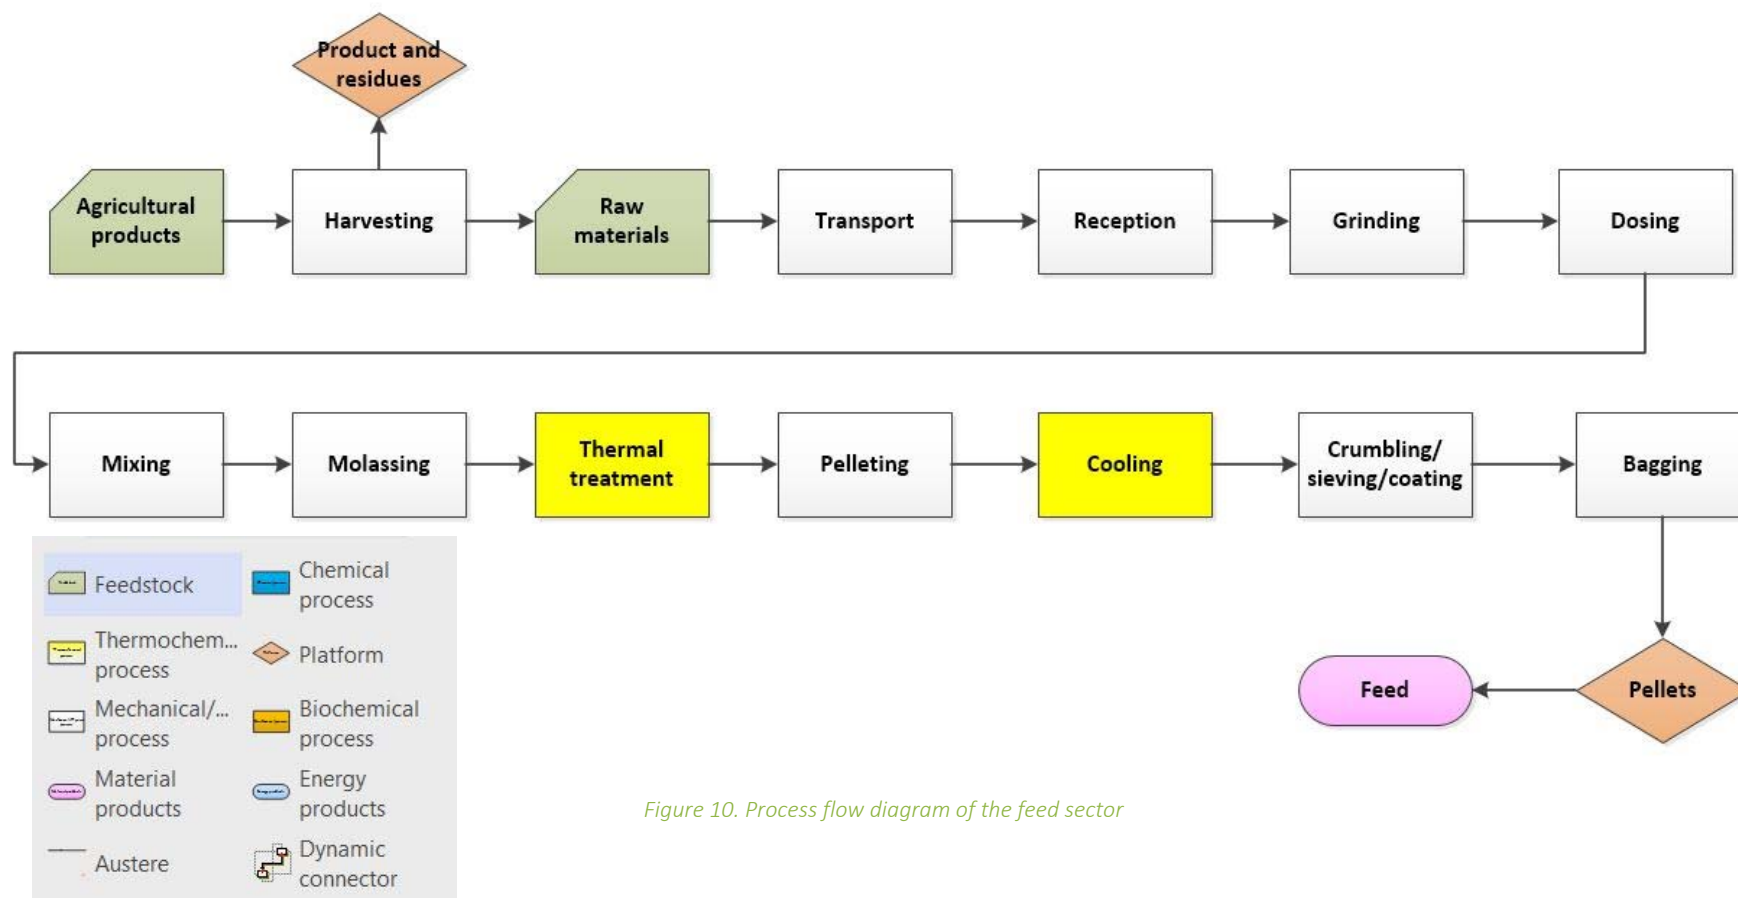 Product and
residues
Agricultural
products
Harvesting
Raw
materials
Transport
Reception
Grinding
Dosing
Mixing
Molassing
Thermal
treatment
Pelleting
Cooling
Crumbling/
sieving/coating
Bagging
Feedstock
Chemical
process
Thermochem...
process
Platform
Mechanical/...
process
Biochemical
process
Material
products
Energy
products
Austere
Dynamic
connector
Feed
Pellets
Figure 10. Process flow diagram of the feed sector